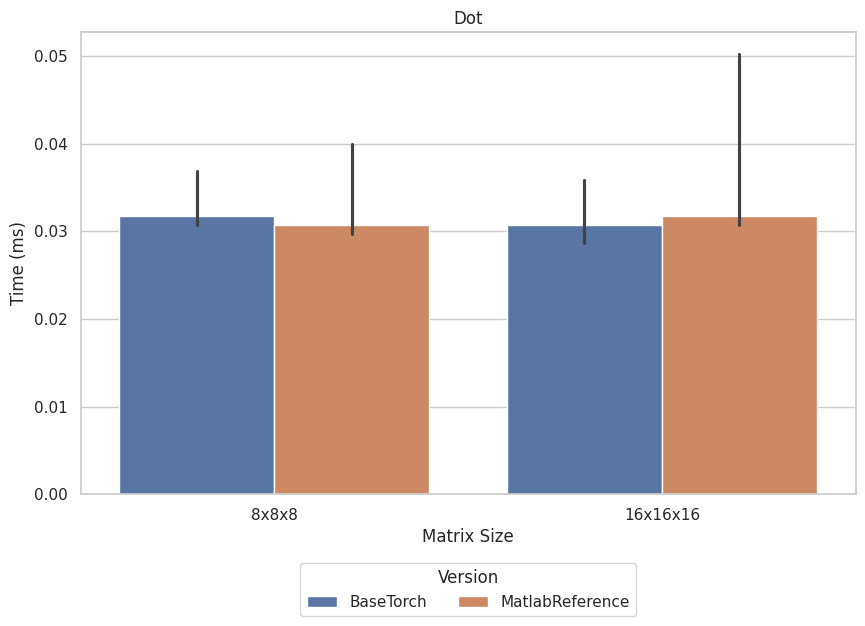 Dot
Time (ms)
0.05
0.04
0.03
0.02
0.01
0.00
8x8x8 16x16x16
Matrix Size
Version
BaseTorch MatlabReference